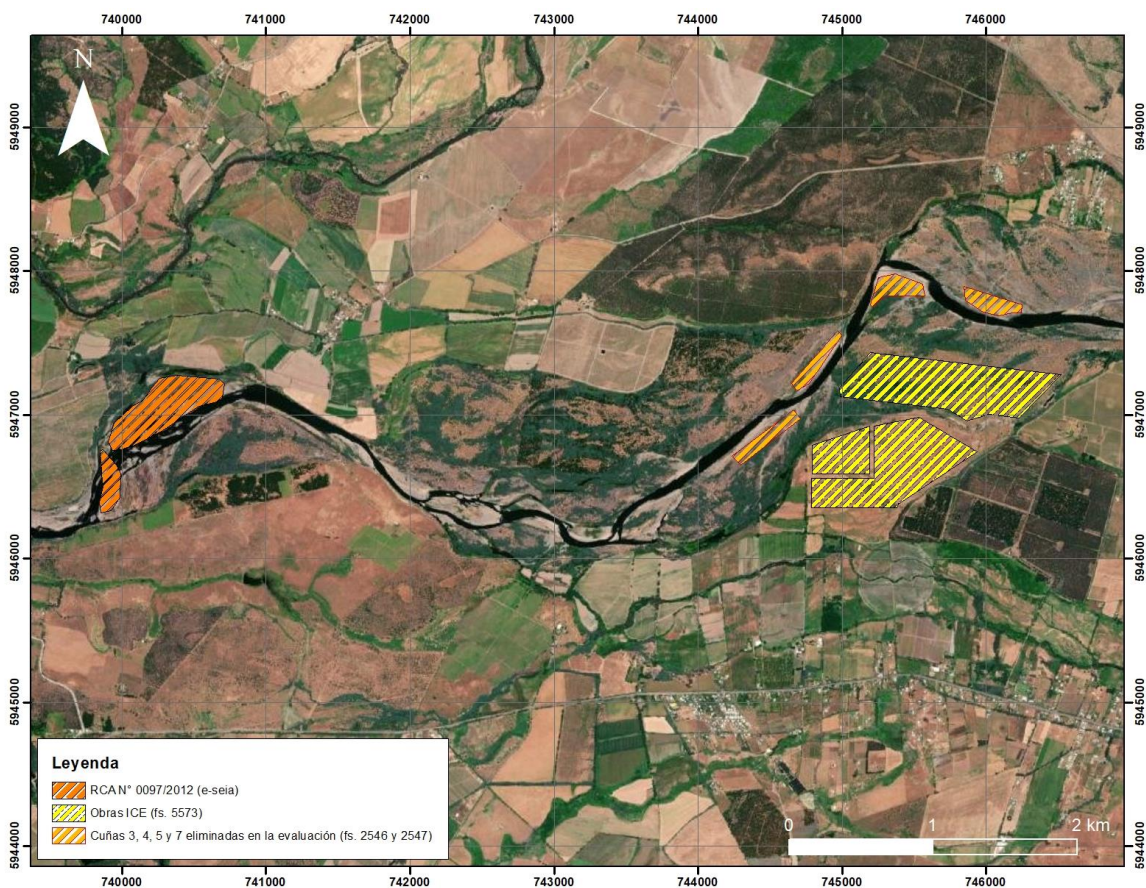 740000 741000 742000 743000 744000 745000 746000
N
5949000 5949000
5948000 5948000
5947000 5947000
5946000 5946000
5945000 5945000
5944000 5944000
Leyenda
RCA N° 0097/2012 (e-seia)
Obras ICE (fs. 5573)
Cuñas 3, 4, 5 y 7 eliminadas en la evaluación (fs. 2546 y 2547)
0 1 2 km
740000 741000 742000 743000 744000 745000 746000